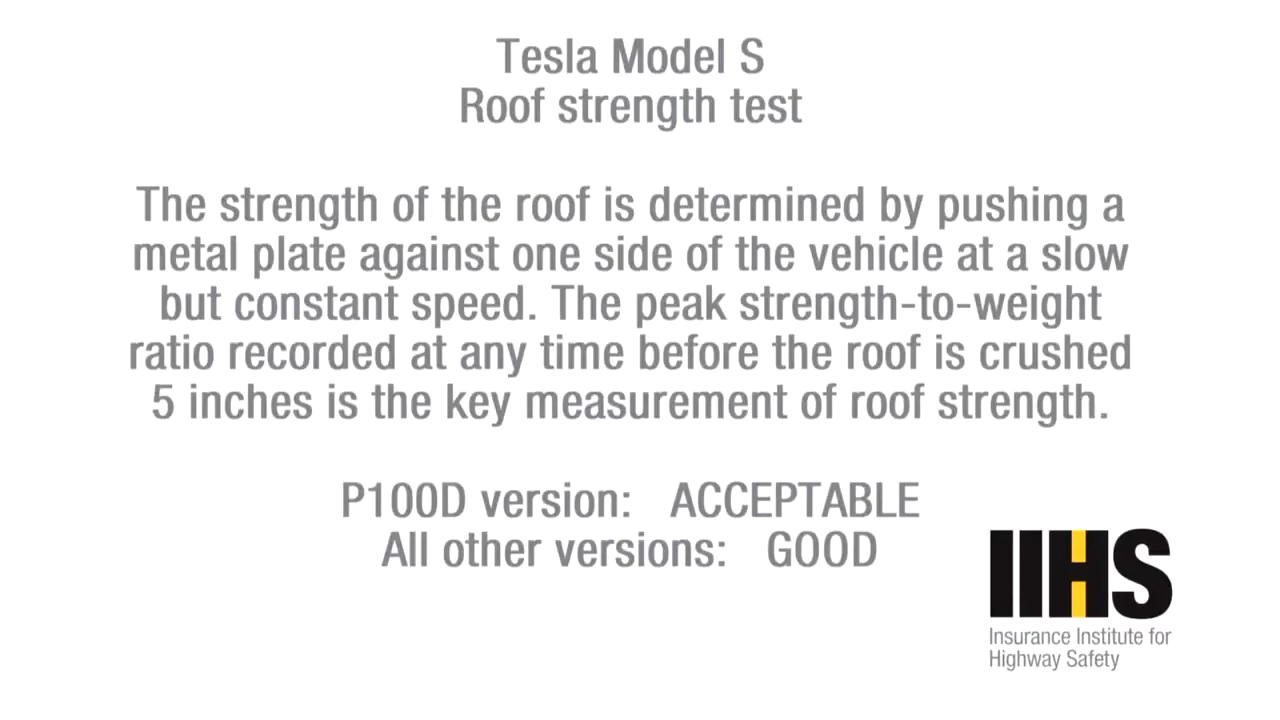 Tesla Model S
Roof strength test
The strength of the roof is determined by pushing a
metal plate against one side of the vehicle at a slow
but constant speed. The peak strength-to-weight
ratio recorded at any time before the roof is crushed
5 inches is the key measurement of roof strength.
P100D version: ACCEPTABLE
All other versions: GOOD
IIHS
Insurance Institute for
Highway Safety